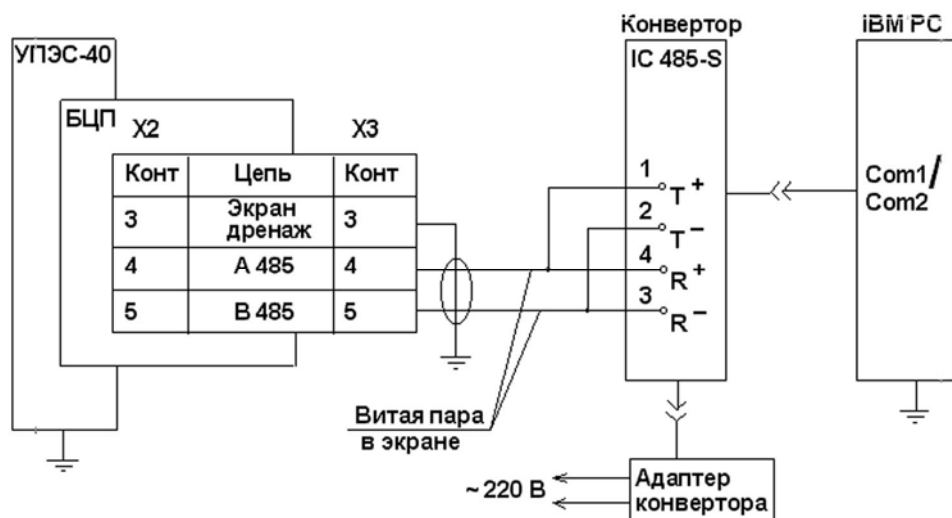 Конвертор
iBM PC
УПЭС-40
IC 485-S
БЦП
X2
X3
Конт
Цепь
Конт
3
Экран
дренаж
3
4
А 485
4
5
В 485
5
1
T+
2
T−
4
R+
3
R−
Com1/
Com2
Витая пара
в экране
~ 220 В
Адаптер
конвертора